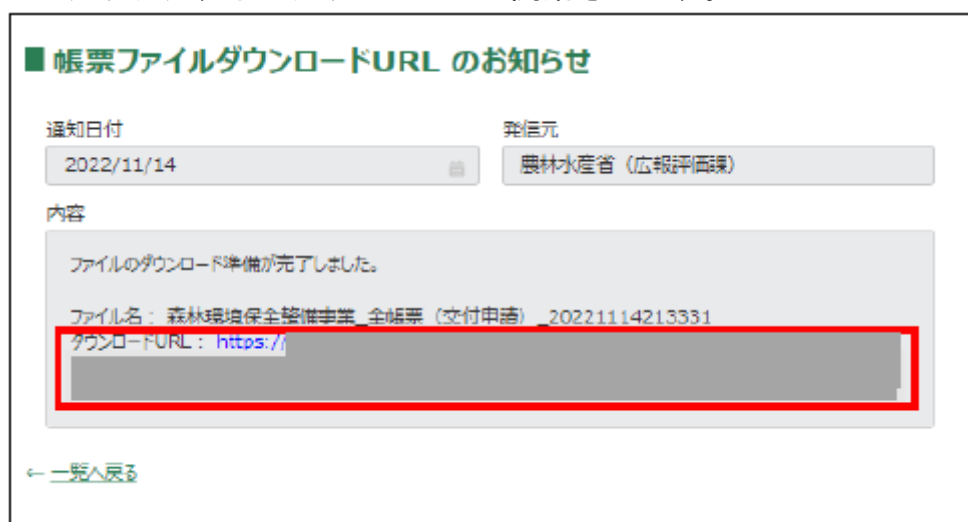 ■ 帳票ファイルダウンロードURL のお知らせ
通知日付
発信元
2022/11/14
農林水産省（広報評価課）
内容
ファイルのダウンロード準備が完了しました。
ファイル名： 森林環境保全整備事業_全帳票（交付申請）_20221114213331
ダウンロードURL： https://
← 一覧へ戻る